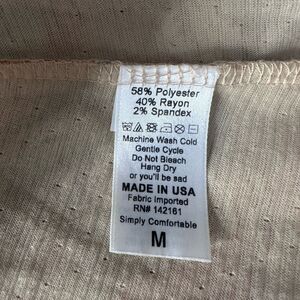 58% Polyester
40% Rayon
2% Spandex
Machine Wash Cold
Gentle Cycle
Do Not Bleach
Hang Dry
or you'll be sad
MADE IN USA
Fabric Imported
RN# 142161
Simply Comfortable
M